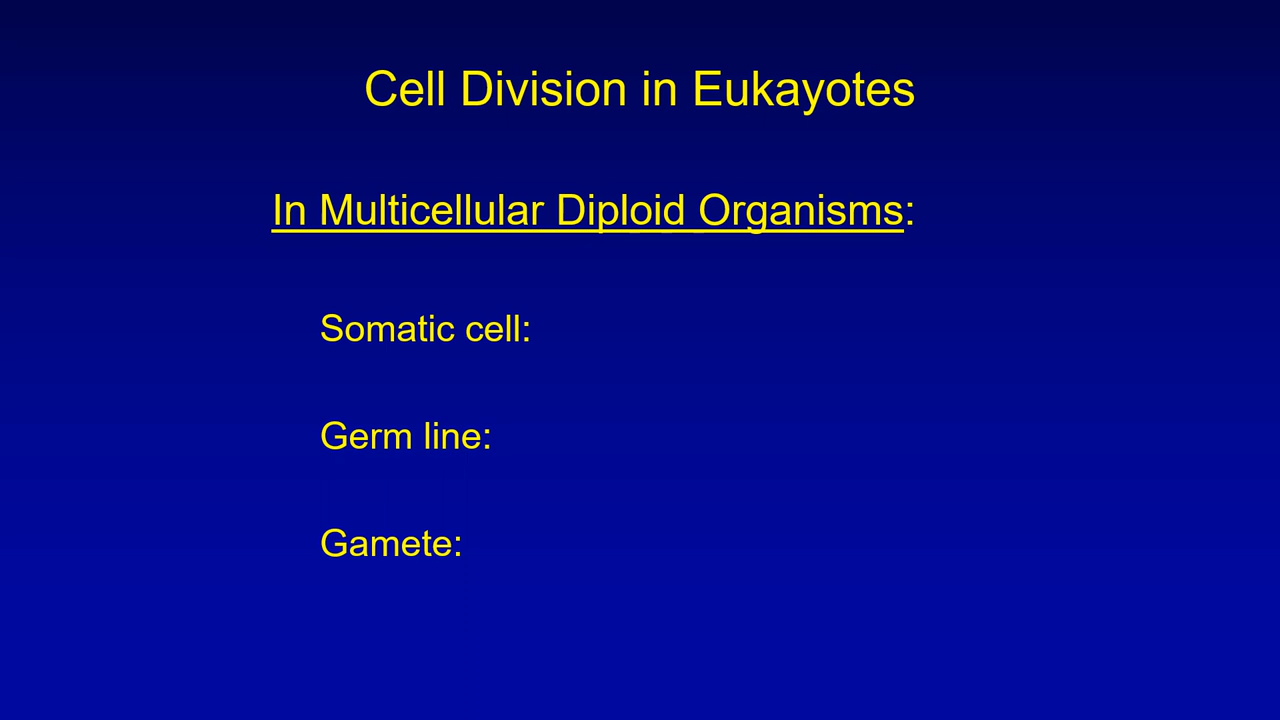 Cell Division in Eukayotes
In Multicellular Diploid Organisms:
Somatic cell:
Germ line:
Gamete: